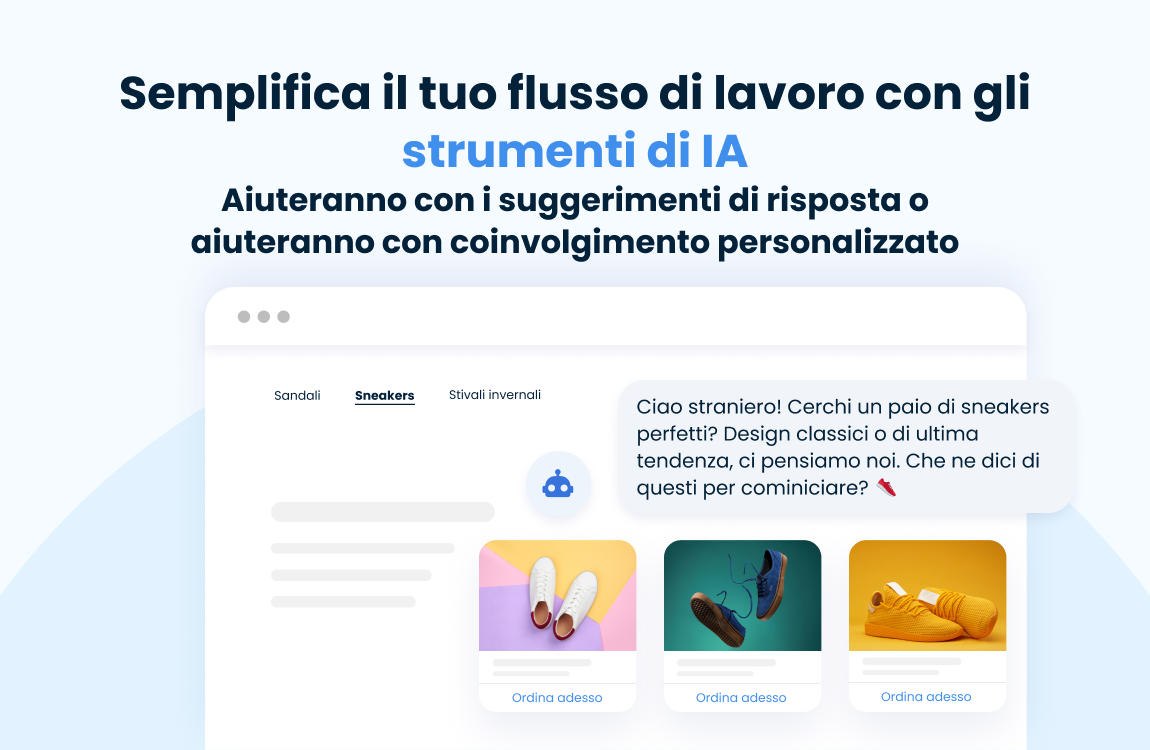 Semplifica il tuo flusso di lavoro con gli
strumenti di IA
Aiuteranno con i suggerimenti di risposta o
aiuteranno con coinvolgimento personalizzato
Sandali
Sneakers
Stivali invernali
Ciao straniero! Cerchi un paio di sneakers
perfetti? Design classici o di ultima
tendenza, ci pensiamo noi. Che ne dici di
questi per cominiciare? 👟
Ordina adesso
Ordina adesso
Ordina adesso